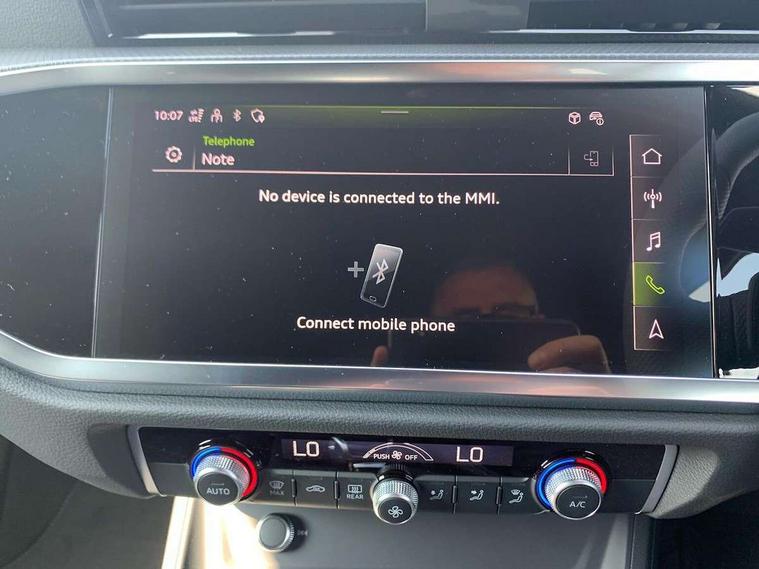 10:07 LTE
Telephone
Note
No device is connected to the MMI.
Connect mobile phone
LO PUSH OFF LO
AUTO MAX REAR A/C